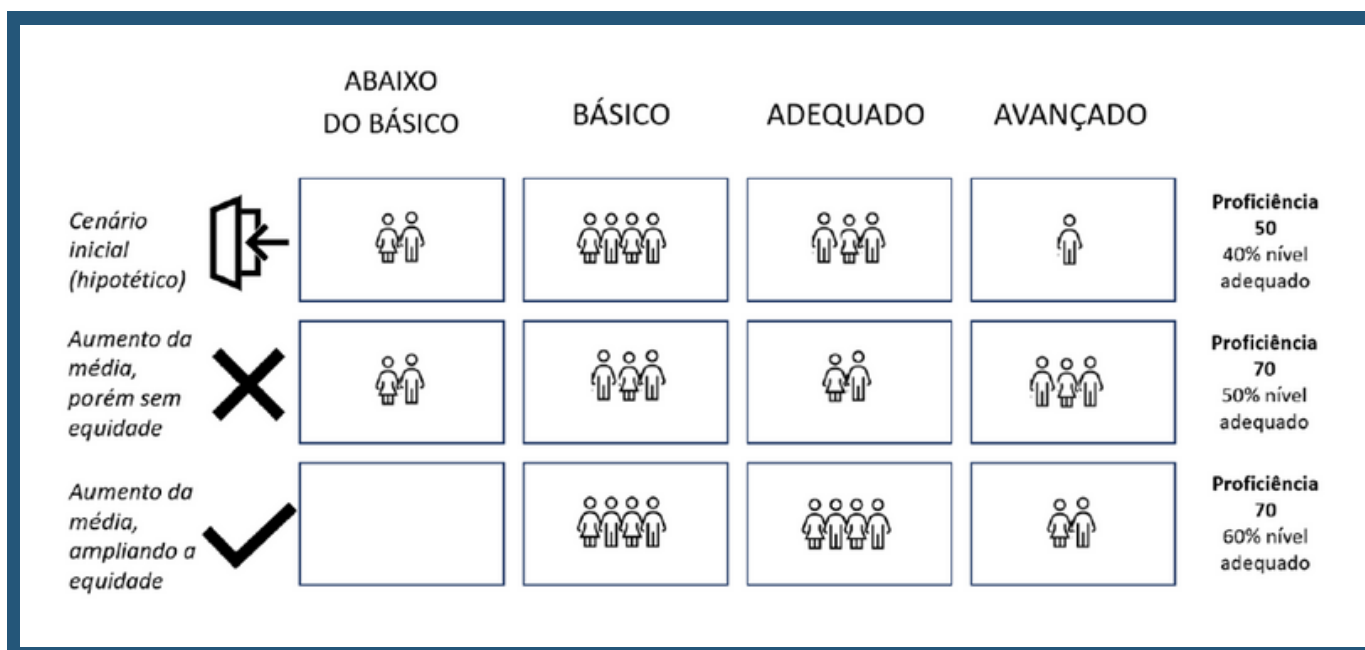 ABAIXO
DO BÁSICO
BÁSICO
ADEQUADO
AVANÇADO
Cenário
inicial
(hipotético)
Proficiência
50
40% nível
adequado
Aumento da
média,
porém sem
equidade
Proficiência
70
50% nível
adequado
Aumento da
média,
ampliando a
equidade
Proficiência
70
60% nível
adequado